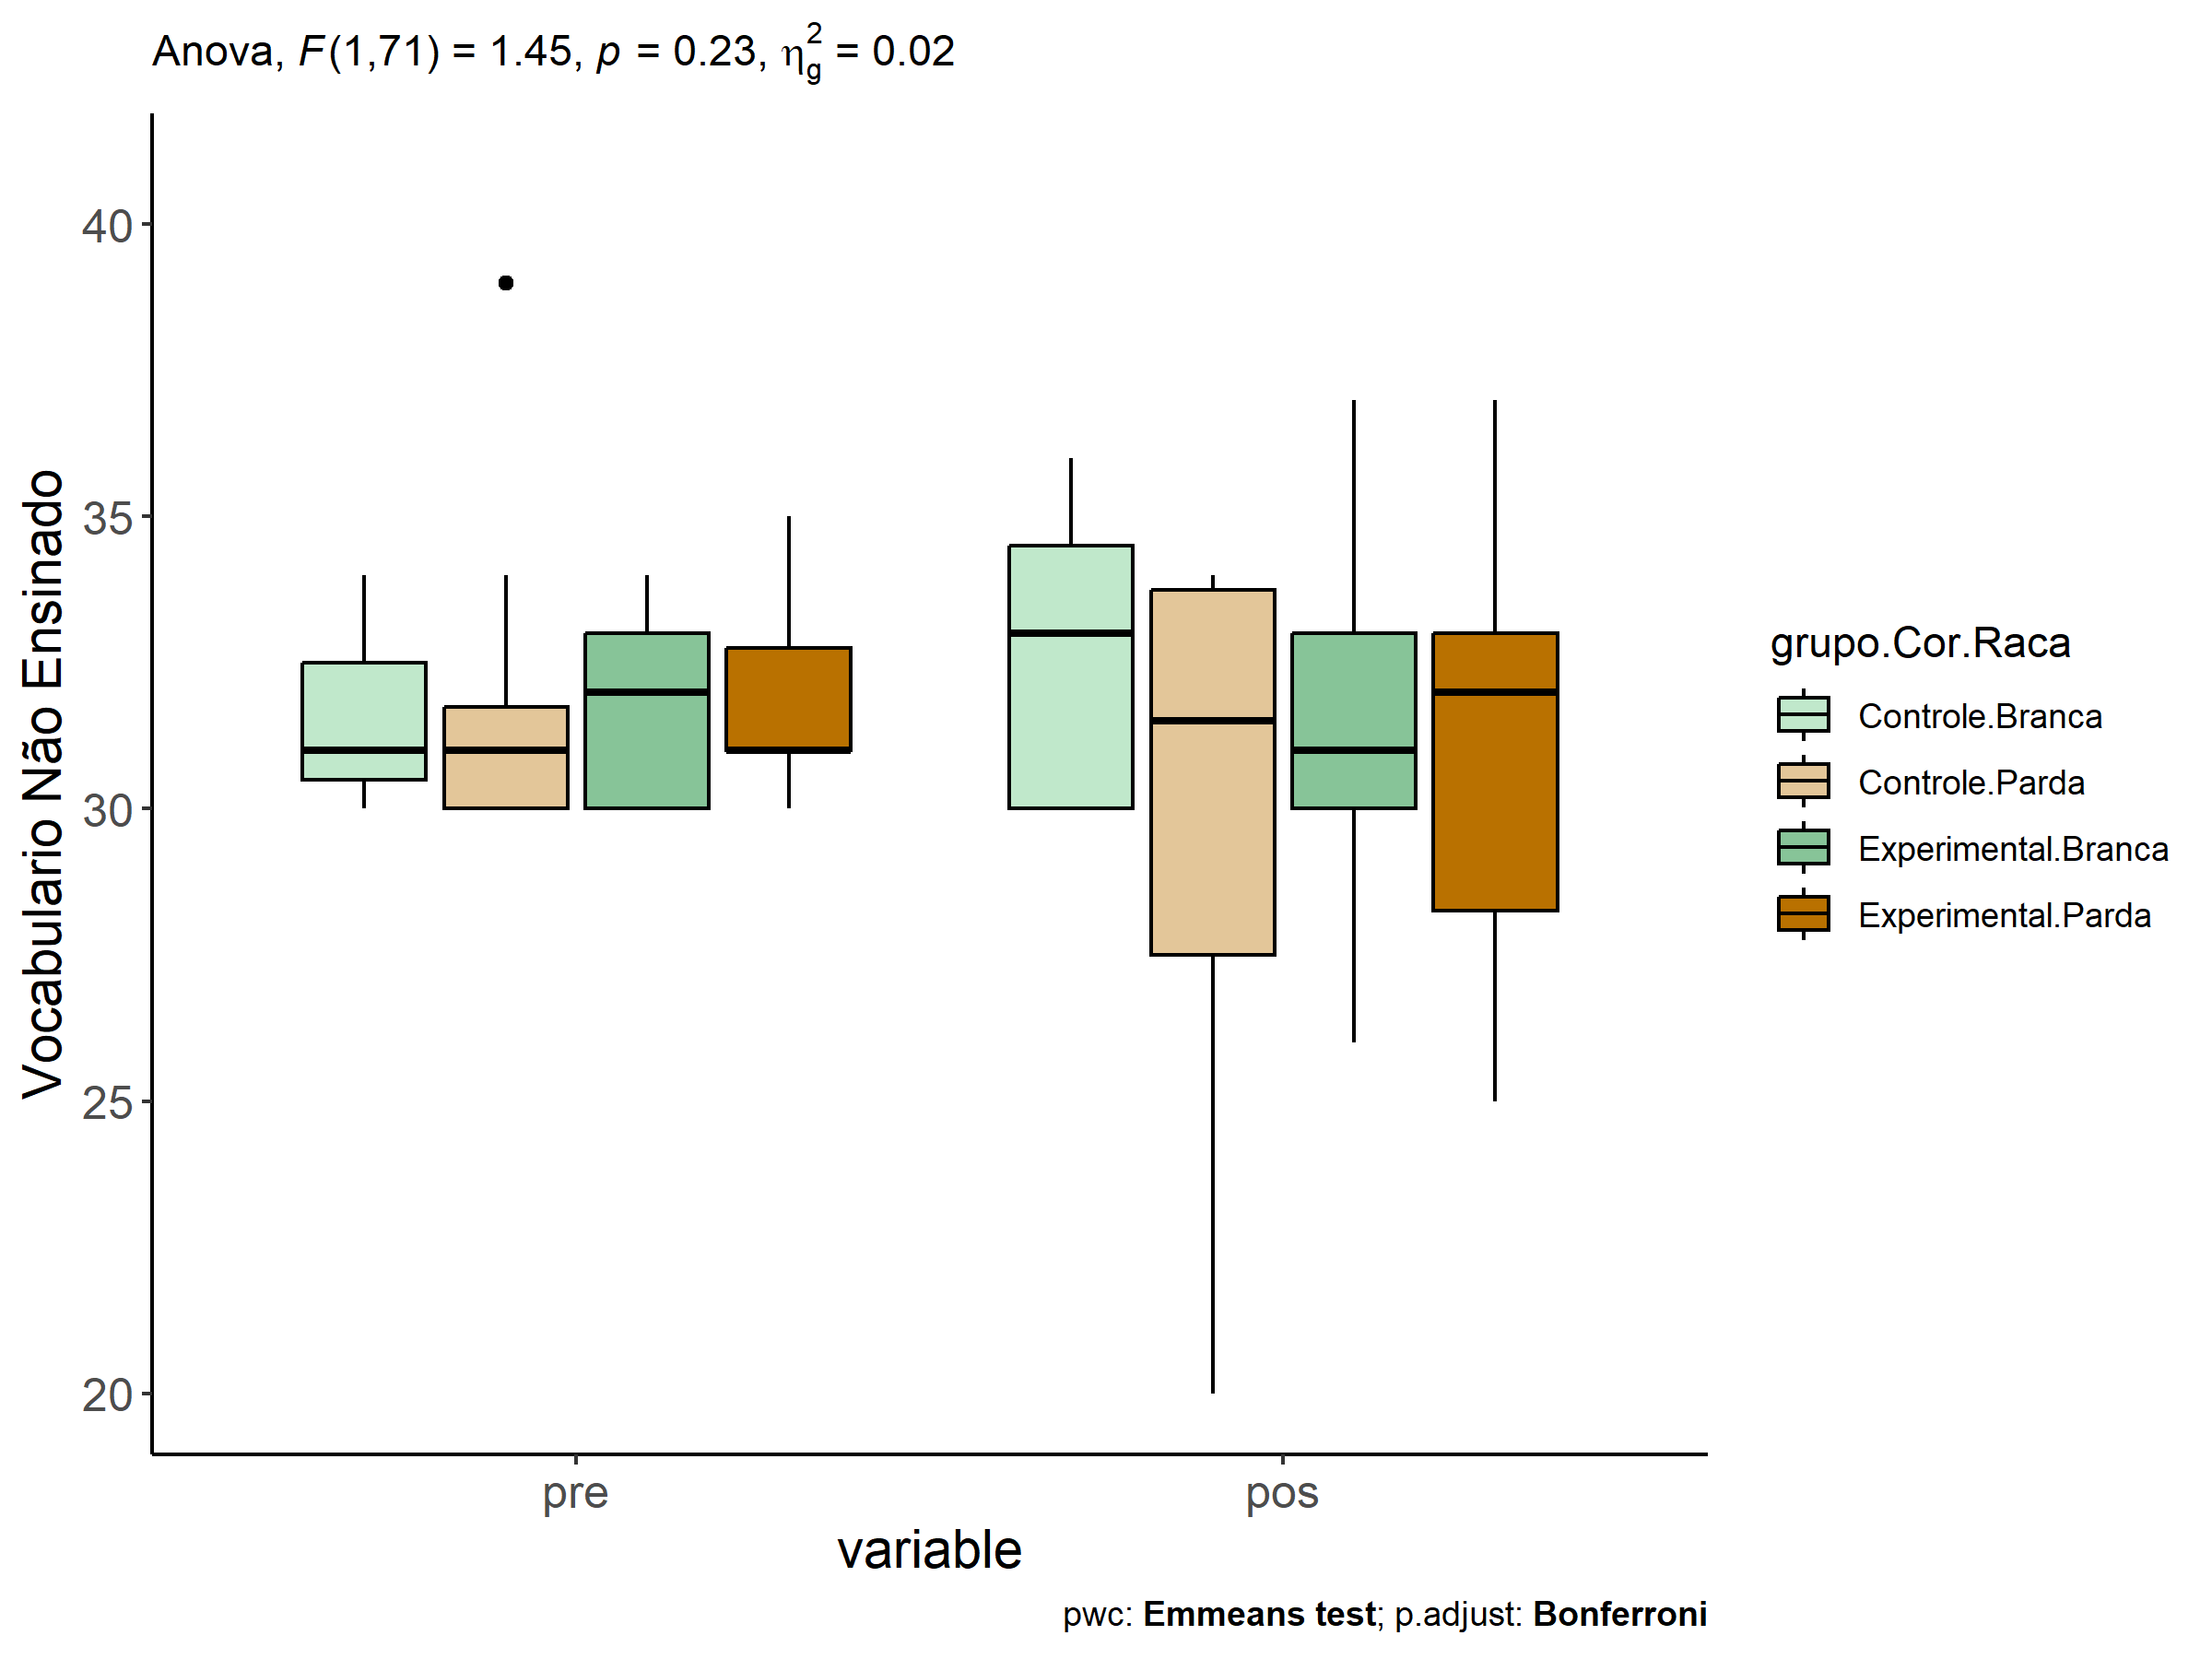 Anova, F(1,71) = 1.45, p = 0.23, η²g = 0.02
Vocabulario Não Ensinado
40
35
30
25
20
pre
pos
variable
grupo.Cor.Raca
Controle.Branca
Controle.Parda
Experimental.Branca
Experimental.Parda
pwc: Emmeans test; p.adjust: Bonferroni